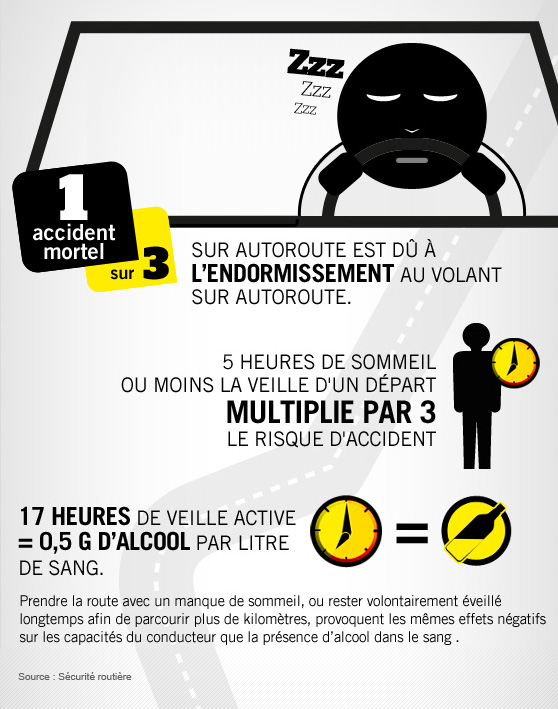 Zzz
Zzz
Zzz
1
accident
mortel
sur 3
SUR AUTOROUTE EST DÛ À
L'ENDORMISSEMENT AU VOLANT
SUR AUTOROUTE.
5 HEURES DE SOMMEIL
OU MOINS LA VEILLE D'UN DÉPART
MULTIPLIE PAR 3
LE RISQUE D'ACCIDENT
17 HEURES DE VEILLE ACTIVE
= 0,5 G D'ALCOOL PAR LITRE
DE SANG.
=
Prendre la route avec un manque de sommeil, ou rester volontairement éveillé
longtemps afin de parcourir plus de kilomètres, provoquent les mêmes effets négatifs
sur les capacités du conducteur que la présence d'alcool dans le sang .
Source : Sécurité routière